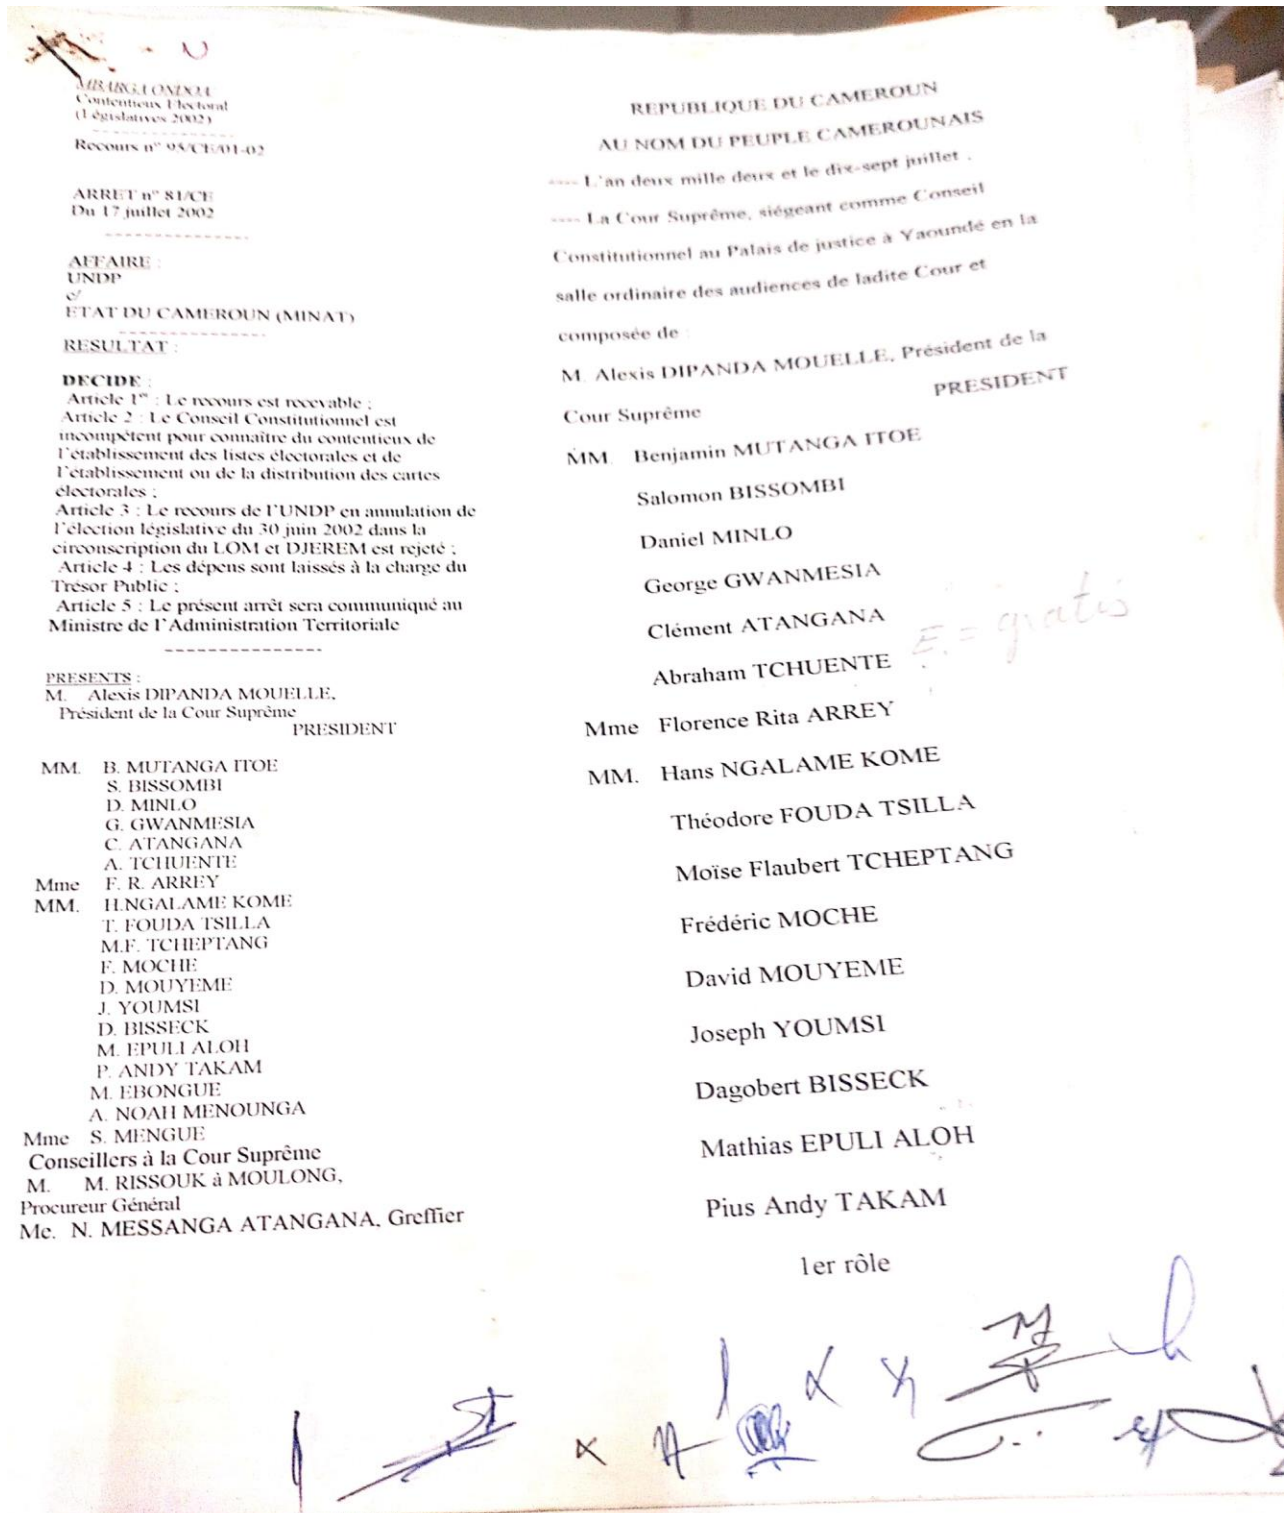 MBARGA ONDOA
Contentieux Electoral
(Législatives 2002)
---------------
Recours n° 95/CE/01-02
ARRET n° 81/CE
Du 17 juillet 2002
---------------
AFFAIRE :
UNDP
c/
ETAT DU CAMEROUN (MINAT)
---------------
RESULTAT :
DECIDE :
Article 1er : Le recours est recevable ;
Article 2 : Le Conseil Constitutionnel est
incompétent pour connaître du contentieux de
l'établissement des listes électorales et de
l'établissement ou de la distribution des cartes
électorales ;
Article 3 : Le recours de l'UNDP en annulation de
l'élection législative du 30 juin 2002 dans la
circonscription du LOM et DJEREM est rejeté ;
Article 4 : Les dépens sont laissés à la charge du
Trésor Public ;
Article 5 : Le présent arrêt sera communiqué au
Ministre de l'Administration Territoriale
---------------
PRESENTS :
M. Alexis DIPANDA MOUELLE,
Président de la Cour Suprême
PRESIDENT
MM. B. MUTANGA ITOE
S. BISSOMBI
D. MINLO
G. GWANMESIA
C. ATANGANA
A. TCHUENTE
Mme F. R. ARREY
MM. H.NGALAME KOME
T. FOUDA TSILLA
M.F. TCHEPTANG
F. MOCHE
D. MOUYEME
J. YOUMSI
D. BISSECK
M. EPULI ALOH
P. ANDY TAKAM
M. EBONGUE
A. NOAH MENOUNGA
Mme S. MENGUE
Conseillers à la Cour Suprême
M. M. RISSOUK à MOULONG,
Procureur Général
Me. N. MESSANGA ATANGANA, Greffier
REPUBLIQUE DU CAMEROUN
AU NOM DU PEUPLE CAMEROUNAIS
---- L'an deux mille deux et le dix-sept juillet .
---- La Cour Suprême, siégeant comme Conseil
Constitutionnel au Palais de justice à Yaoundé en la
salle ordinaire des audiences de ladite Cour et
composée de :
M. Alexis DIPANDA MOUELLE, Président de la
Cour Suprême PRESIDENT
MM. Benjamin MUTANGA ITOE
Salomon BISSOMBI
Daniel MINLO
George GWANMESIA
Clément ATANGANA
E. = gratis
Abraham TCHUENTE
Mme Florence Rita ARREY
MM. Hans NGALAME KOME
Théodore FOUDA TSILLA
Moïse Flaubert TCHEPTANG
Frédéric MOCHE
David MOUYEME
Joseph YOUMSI
Dagobert BISSECK
Mathias EPULI ALOH
Pius Andy TAKAM
1er rôle